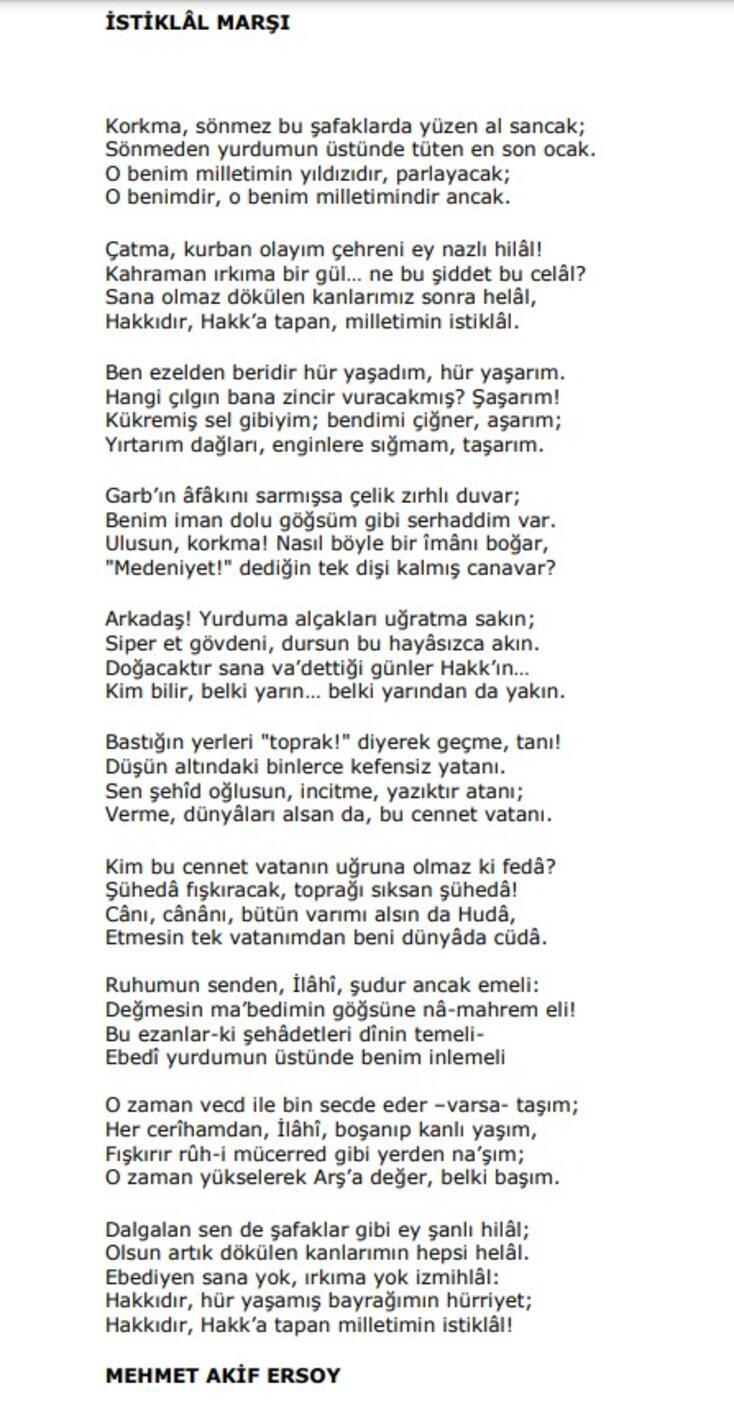 İSTİKLÂL MARŞI
Korkma, sönmez bu şafaklarda yüzen al sancak;
Sönmeden yurdumun üstünde tüten en son ocak.
O benim milletimin yıldızıdır, parlayacak;
O benimdir, o benim milletimindir ancak.
Çatma, kurban olayım çehreni ey nazlı hilâl!
Kahraman ırkıma bir gül... ne bu şiddet bu celâl?
Sana olmaz dökülen kanlarımız sonra helâl,
Hakkıdır, Hakk’a tapan, milletimin istiklâl.
Ben ezelden beridir hür yaşadım, hür yaşarım.
Hangi çılgın bana zincir vuracakmış? Şaşarım!
Kükremiş sel gibiyim; bendimi çiğner, aşarım;
Yırtarım dağları, enginlere sığmam, taşarım.
Garb’ın âfâkını sarmışsa çelik zırhlı duvar;
Benim iman dolu göğsüm gibi serhaddim var.
Ulusun, korkma! Nasıl böyle bir îmânı boğar,
"Medeniyet!" dediğin tek dişi kalmış canavar?
Arkadaş! Yurduma alçakları uğratma sakın;
Siper et gövdeni, dursun bu hayâsızca akın.
Doğacaktır sana va’dettiği günler Hakk’ın...
Kim bilir, belki yarın... belki yarından da yakın.
Bastığın yerleri "toprak!" diyerek geçme, tanı!
Düşün altındaki binlerce kefensiz yatanı.
Sen şehîd oğlusun, incitme, yazıktır atanı;
Verme, dünyâları alsan da, bu cennet vatanı.
Kim bu cennet vatanın uğruna olmaz ki fedâ?
Şühedâ fışkıracak, toprağı sıksan şühedâ!
Cânı, cânânı, bütün varımı alsın da Hudâ,
Etmesin tek vatanımdan beni dünyâda cüdâ.
Ruhumun senden, İlâhî, şudur ancak emeli:
Değmesin ma’bedimin göğsüne nâ-mahrem eli!
Bu ezanlar-ki şehâdetleri dînin temeli-
Ebedî yurdumun üstünde benim inlemeli
O zaman vecd ile bin secde eder –varsa- taşım;
Her cerîhamdan, İlâhî, boşanıp kanlı yaşım,
Fışkırır rûh-i mücerred gibi yerden na’şım;
O zaman yükselerek Arş’a değer, belki başım.
Dalgalan sen de şafaklar gibi ey şanlı hilâl;
Olsun artık dökülen kanlarımın hepsi helâl.
Ebediyen sana yok, ırkıma yok izmihlâl:
Hakkıdır, hür yaşamış bayrağımın hürriyet;
Hakkıdır, Hakk’a tapan milletimin istiklâl!
MEHMET AKİF ERSOY